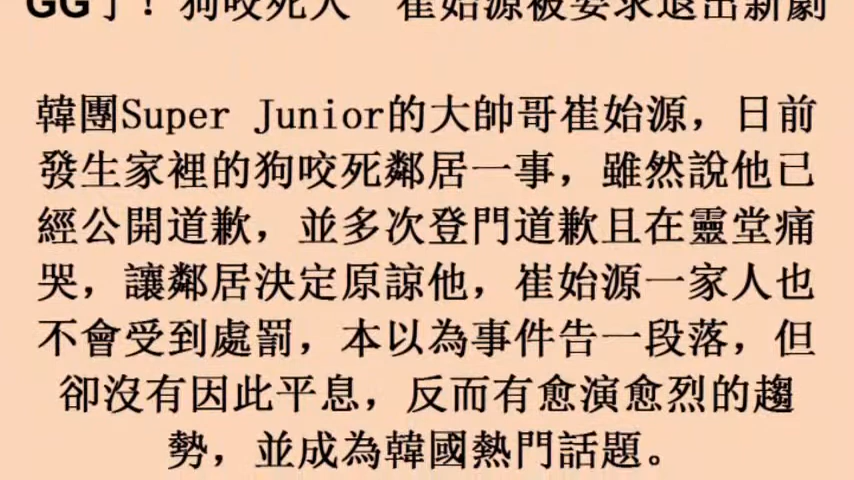 GG了！狗咬死人 崔始源被要求退出新劇
韓團Super Junior的大帥哥崔始源，日前
發生家裡的狗咬死鄰居一事，雖然說他已
經公開道歉，並多次登門道歉且在靈堂痛
哭，讓鄰居決定原諒他，崔始源一家人也
不會受到處罰，本以為事件告一段落，但
卻沒有因此平息，反而有愈演愈烈的趨
勢，並成為韓國熱門話題。